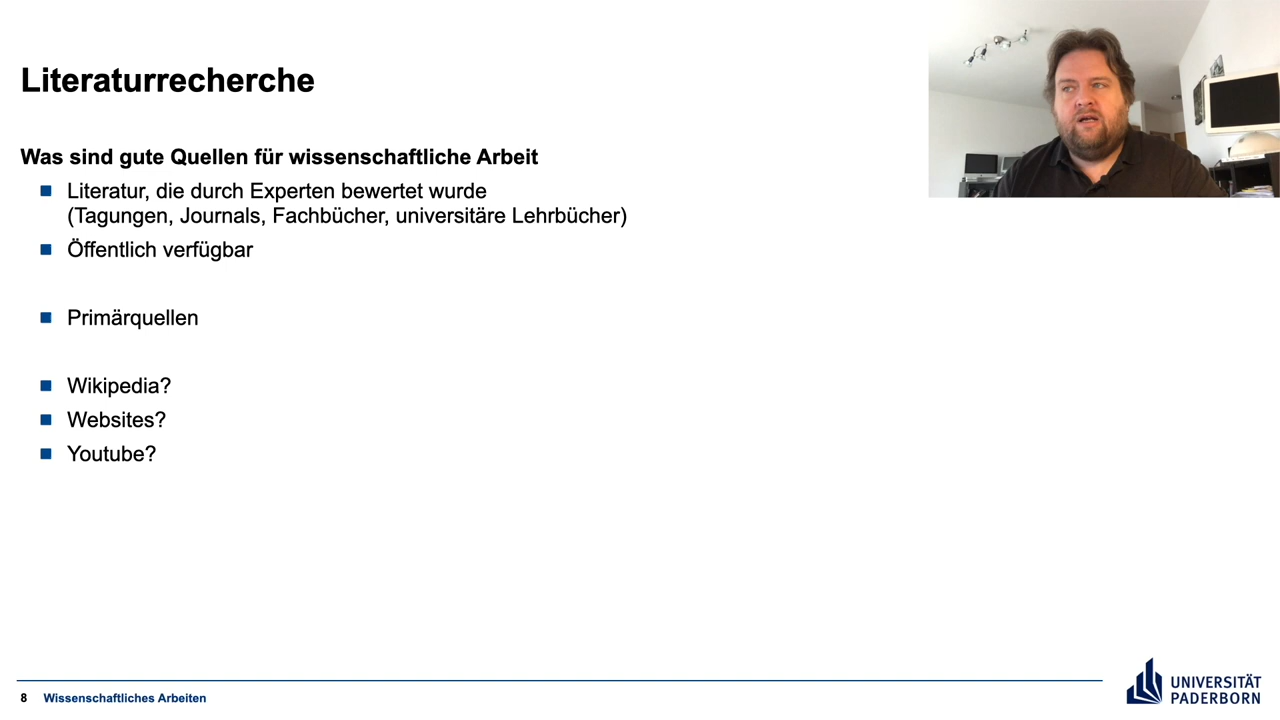 Literaturrecherche
Was sind gute Quellen für wissenschaftliche Arbeit
Literatur, die durch Experten bewertet wurde
(Tagungen, Journals, Fachbücher, universitäre Lehrbücher)
Öffentlich verfügbar
Primärquellen
Wikipedia?
Websites?
Youtube?
8 Wissenschaftliches Arbeiten
UNIVERSITÄT
PADERBORN